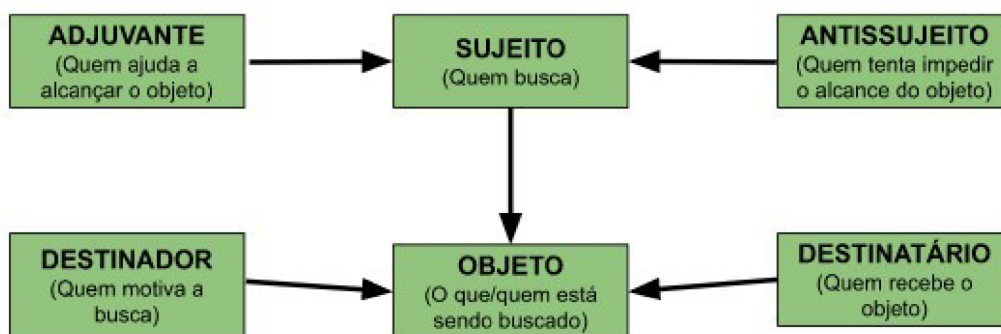 ADJUVANTE
(Quem ajuda a
alcançar o objeto)
SUJEITO
(Quem busca)
ANTISSUJEITO
(Quem tenta impedir
o alcance do objeto)
DESTINADOR
(Quem motiva a
busca)
OBJETO
(O que/quem está
sendo buscado)
DESTINATÁRIO
(Quem recebe o
objeto)